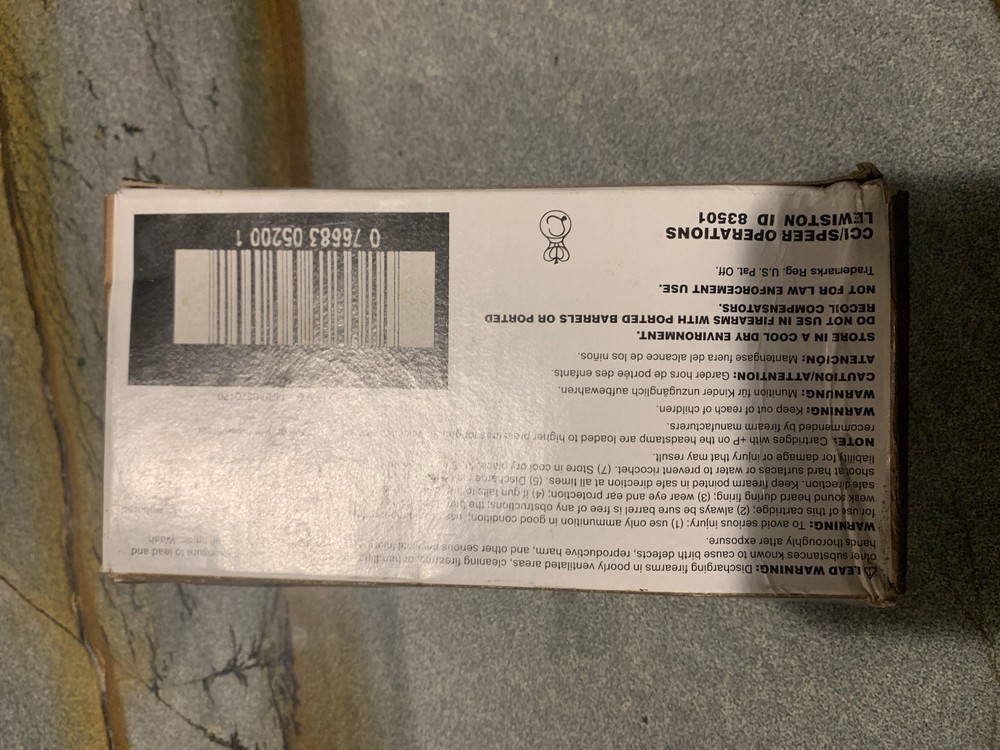 ⚠ LEAD WARNING: Discharging firearms in poorly ventilated areas, cleaning firearms, or handling exposure to lead and
other substances known to cause birth defects, reproductive harm, and other serious Wash
hands thoroughly after exposure.
WARNING: To avoid serious injury: (1) use only ammunition in good condition;
for use of this cartridge; (2) always be sure barrel is free of any obstructions;
weak sound heard during firing; (3) wear eye and ear protection; (4) if gun fails to
safe direction. Keep firearm pointed in safe direction at all times. (5) Discharge
shoot at hard surfaces or water to prevent ricochet. (7) Store in cool dry place
liability for damage or injury that may result.
NOTE: Cartridges with +P on the headstamp are loaded to higher pressures
recommended by firearm manufacturers.
WARNING: Keep out of reach of children.
WARNUNG: Munition für Kinder unzugänglich aufbewahren.
CAUTION/ATTENTION: Garder hors de portée des enfants.
ATENCIÓN: Mantengase fuera del alcance de los niños.
STORE IN A COOL DRY ENVIRONMENT.
DO NOT USE IN FIREARMS WITH PORTED BARRELS OR PORTED
RECOIL COMPENSATORS.
NOT FOR LAW ENFORCEMENT USE.
Trademarks Reg. U.S. Pat. Off.
CCI/SPEER OPERATIONS
LEWISTON ID 83501
0 76683 05200 1